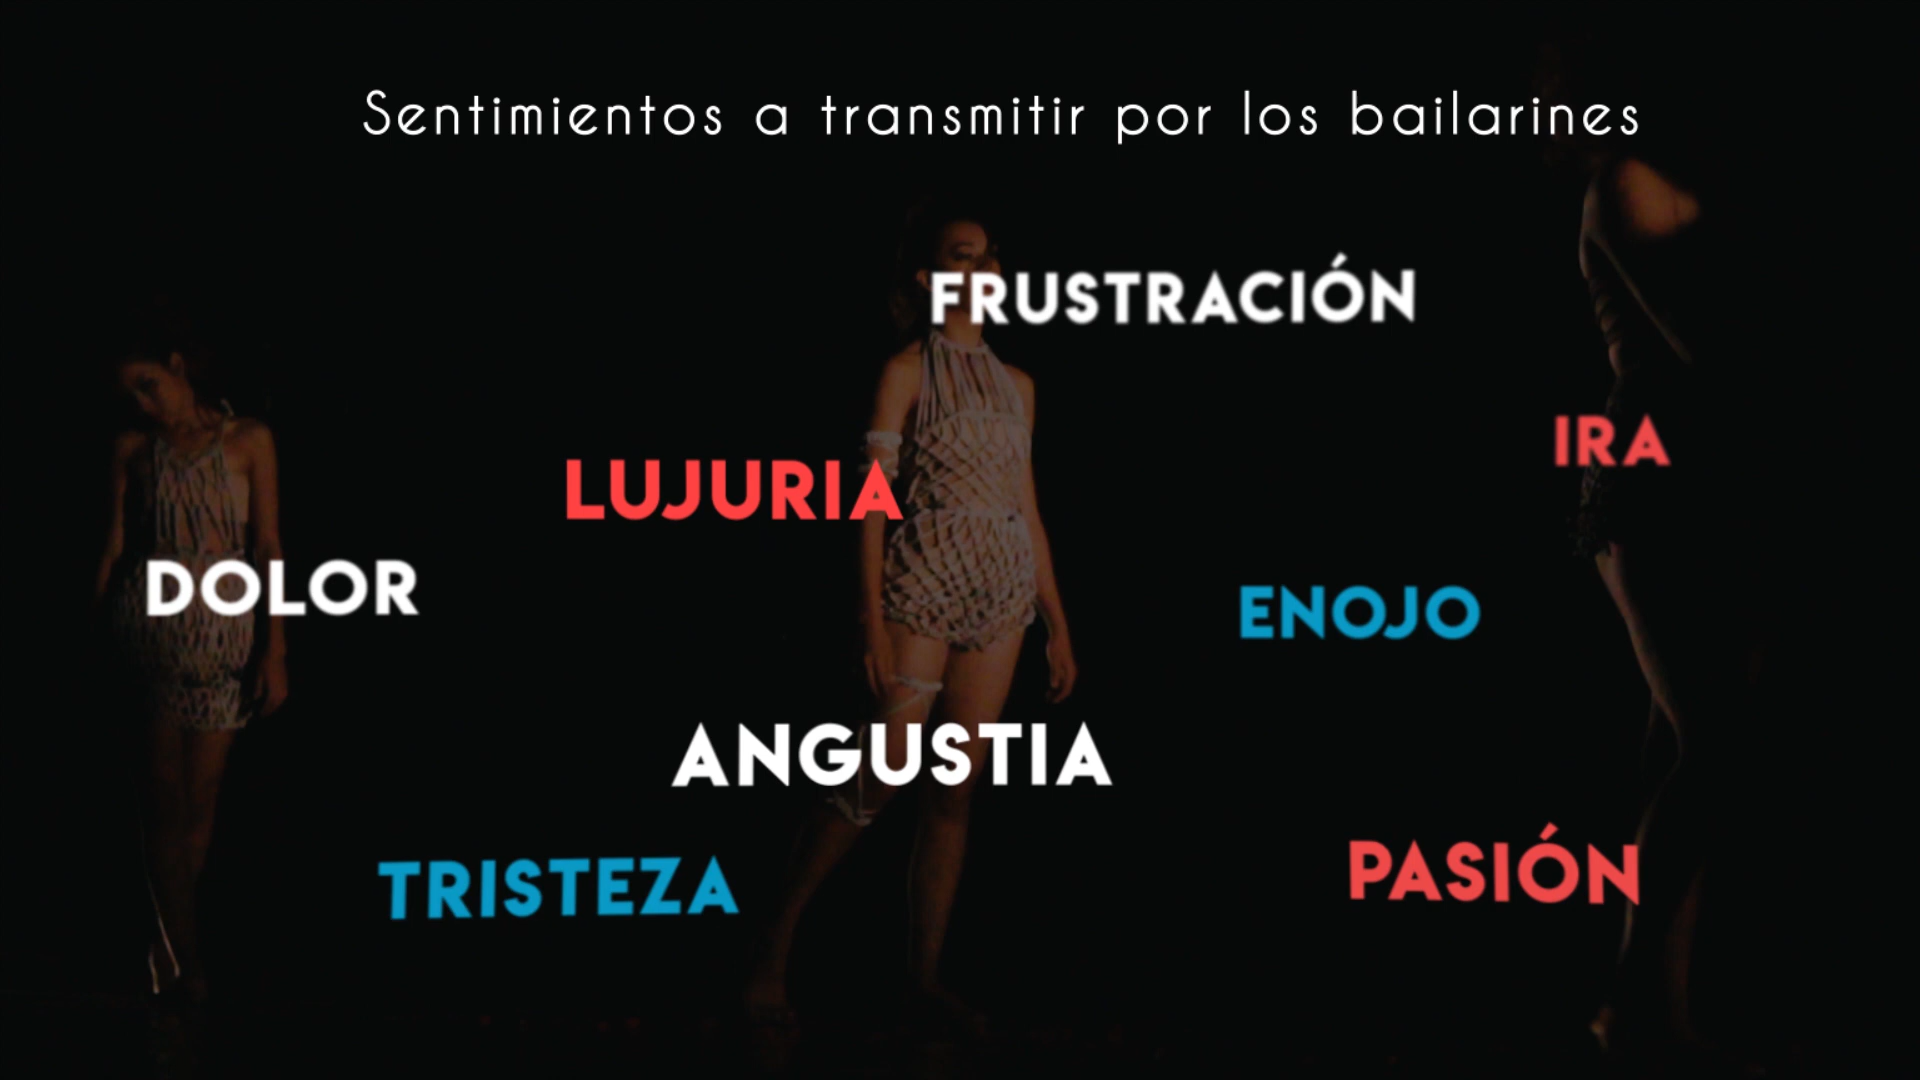 Sentimientos a transmitir por los bailarines
FRUSTRACIÓN
IRA
LUJURIA
DOLOR
ENOJO
ANGUSTIA
PASIÓN
TRISTEZA